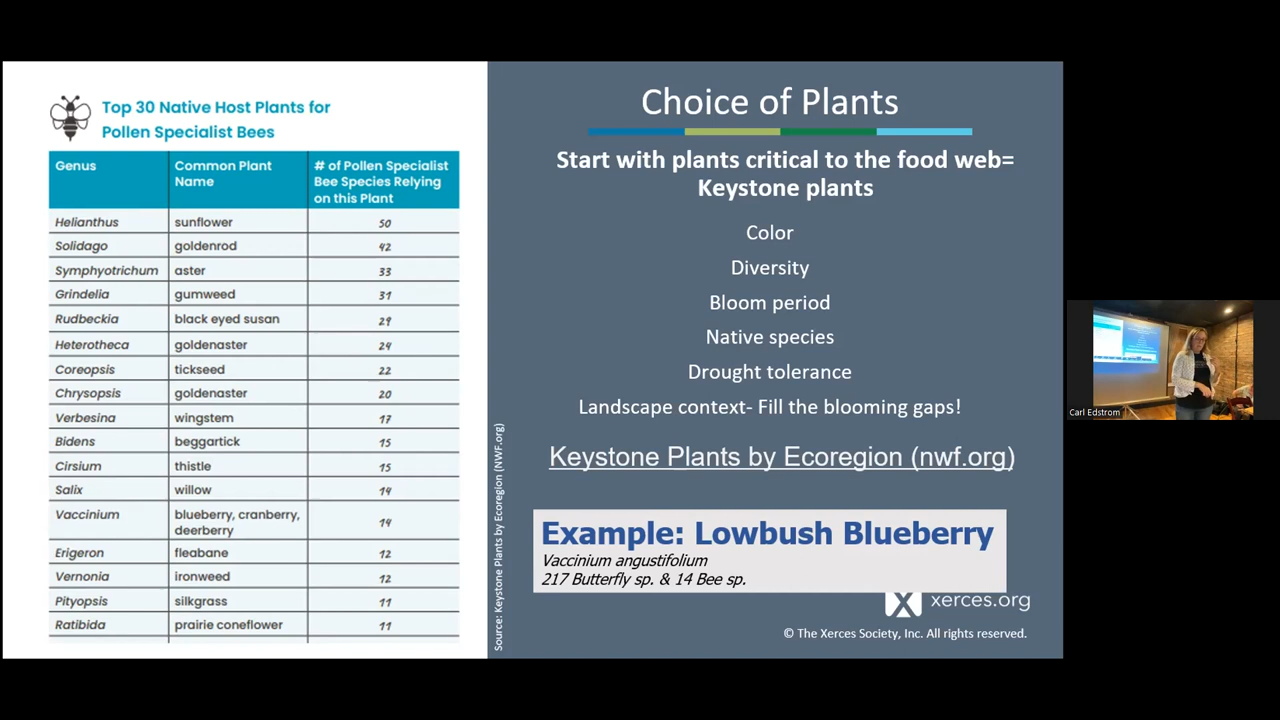 Top 30 Native Host Plants for
Pollen Specialist Bees
Genus
Common Plant
Name
# of Pollen Specialist
Bee Species Relying
on this Plant
Helianthus sunflower 50
Solidago goldenrod 42
Symphyotrichum aster 33
Grindelia gumweed 31
Rudbeckia black eyed susan 29
Heterotheca goldenaster 24
Coreopsis tickseed 22
Chrysopsis goldenaster 20
Verbesina wingstem 17
Bidens beggartick 15
Cirsium thistle 15
Salix willow 14
Vaccinium blueberry, cranberry,
deerberry 14
Erigeron fleabane 12
Vernonia ironweed 12
Pityopsis silkgrass 11
Ratibida prairie coneflower 11
Source: Keystone Plants by Ecoregion (NWF.org)
Choice of Plants
Start with plants critical to the food web=
Keystone plants
Color
Diversity
Bloom period
Native species
Drought tolerance
Landscape context- Fill the blooming gaps!
Keystone Plants by Ecoregion (nwf.org)
Example: Lowbush Blueberry
Vaccinium angustifolium
217 Butterfly sp. & 14 Bee sp.
X xerces.org
© The Xerces Society, Inc. All rights reserved.
Carl Edstrom